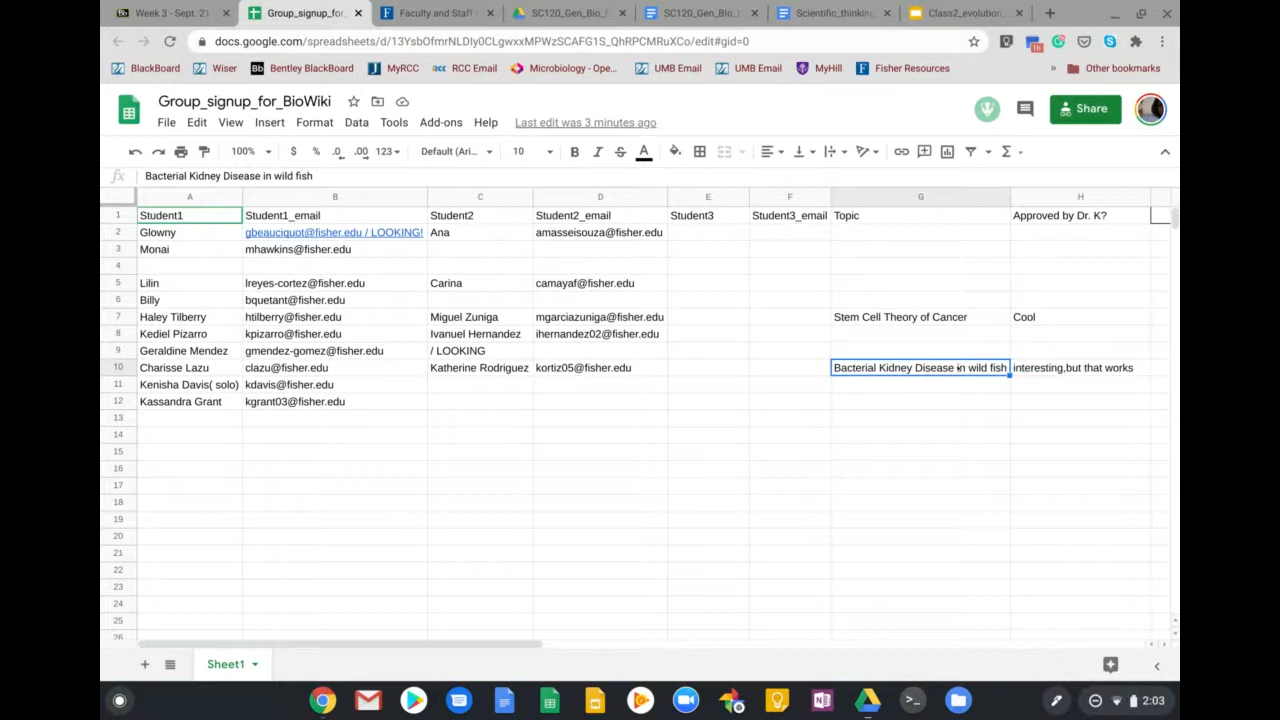 Week 3 - Sept. 21
Group_signup_for_
Faculty and Staff
SC120_Gen_Bio_
SC120_Gen_Bio_
Scientific_thinking
Class2_evolution_
docs.google.com/spreadsheets/d/13YsbOfmrNLDIy0CLgwxxMPWzSCAFG1S_QhRPCMRuXCo/edit#gid=0
1h
BlackBoard Wiser Bb Bentley BlackBoard MyRCC RCC Email Microbiology - Ope... UMB Email UMB Email MyHill Fisher Resources » Other bookmarks
Group_signup_for_BioWiki
Share
File Edit View Insert Format Data Tools Add-ons Help Last edit was 3 minutes ago
100% $ % .0 .00 123 Default (Ari... 10 B I S A
fx Bacterial Kidney Disease in wild fish
A B C D E F G H
1 Student1 Student1_email Student2 Student2_email Student3 Student3_email Topic Approved by Dr. K?
2 Glowny gbeauciquot@fisher.edu / LOOKING! Ana amasseisouza@fisher.edu
3 Monai mhawkins@fisher.edu
4
5 Lilin lreyes-cortez@fisher.edu Carina camayaf@fisher.edu
6 Billy bquetant@fisher.edu
7 Haley Tilberry htilberry@fisher.edu Miguel Zuniga mgarciazuniga@fisher.edu Stem Cell Theory of Cancer Cool
8 Kediel Pizarro kpizarro@fisher.edu Ivanuel Hernandez ihernandez02@fisher.edu
9 Geraldine Mendez gmendez-gomez@fisher.edu / LOOKING
10 Charisse Lazu clazu@fisher.edu Katherine Rodriguez kortiz05@fisher.edu Bacterial Kidney Disease in wild fish interesting,but that works
11 Kenisha Davis( solo) kdavis@fisher.edu
12 Kassandra Grant kgrant03@fisher.edu
13
14
15
16
17
18
19
20
21
22
23
24
25
26
Sheet1
2:03